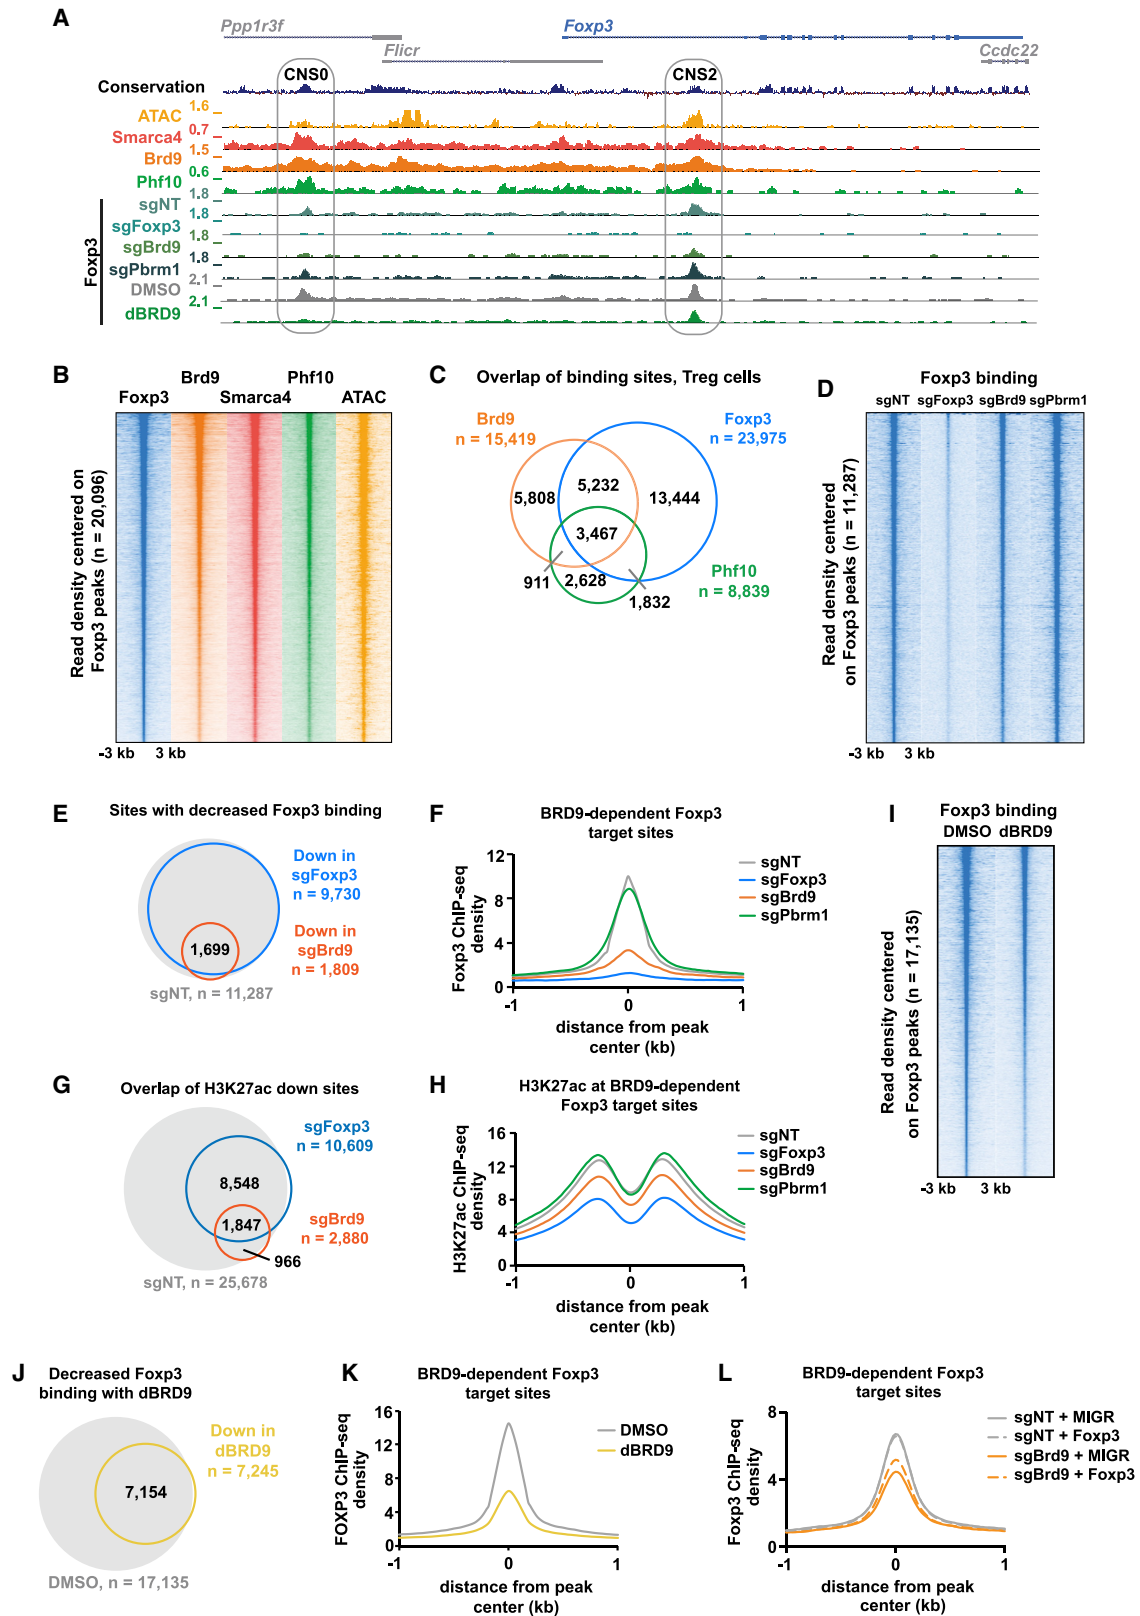 A
Ppp1r3f
Foxp3
Flicr
Ccdc22
CNS0
CNS2
Conservation
ATAC
1.6
Smarca4
0.7
Brd9
1.5
Phf10
0.6
sgNT
1.8
sgFoxp3
1.8
sgBrd9
1.8
sgPbrm1
1.8
DMSO
2.1
dBRD9
2.1
Foxp3
B
Foxp3
Brd9
Smarca4
Phf10
ATAC
Read density centered on
Foxp3 peaks (n = 20,096)
-3 kb
3 kb
C
Overlap of binding sites, Treg cells
Brd9
n = 15,419
Foxp3
n = 23,975
5,808
5,232
13,444
3,467
911
2,628
1,832
Phf10
n = 8,839
D
Foxp3 binding
sgNT sgFoxp3 sgBrd9 sgPbrm1
Read density centered
on Foxp3 peaks (n = 11,287)
-3 kb
3 kb
E
Sites with decreased Foxp3 binding
Down in
sgFoxp3
n = 9,730
Down in
sgBrd9
n = 1,809
1,699
sgNT, n = 11,287
F
BRD9-dependent Foxp3
target sites
Foxp3 ChIP-seq
density
12
8
4
0
-1
0
1
distance from peak
center (kb)
sgNT
sgFoxp3
sgBrd9
sgPbrm1
G
Overlap of H3K27ac down sites
sgFoxp3
n = 10,609
8,548
1,847
sgBrd9
n = 2,880
966
sgNT, n = 25,678
H
H3K27ac at BRD9-dependent
Foxp3 target sites
H3K27ac ChIP-seq
density
16
12
8
4
0
-1
0
1
distance from peak
center (kb)
sgNT
sgFoxp3
sgBrd9
sgPbrm1
I
Foxp3 binding
DMSO dBRD9
Read density centered
on Foxp3 peaks (n = 17,135)
-3 kb
3 kb
J
Decreased Foxp3
binding with dBRD9
Down in
dBRD9
n = 7,245
7,154
DMSO, n = 17,135
K
BRD9-dependent Foxp3
target sites
FOXP3 ChIP-seq
density
16
12
8
4
0
-1
0
1
distance from peak
center (kb)
DMSO
dBRD9
L
BRD9-dependent Foxp3
target sites
Foxp3 ChIP-seq
density
8
4
0
-1
0
1
distance from peak
center (kb)
sgNT + MIGR
sgNT + Foxp3
sgBrd9 + MIGR
sgBrd9 + Foxp3